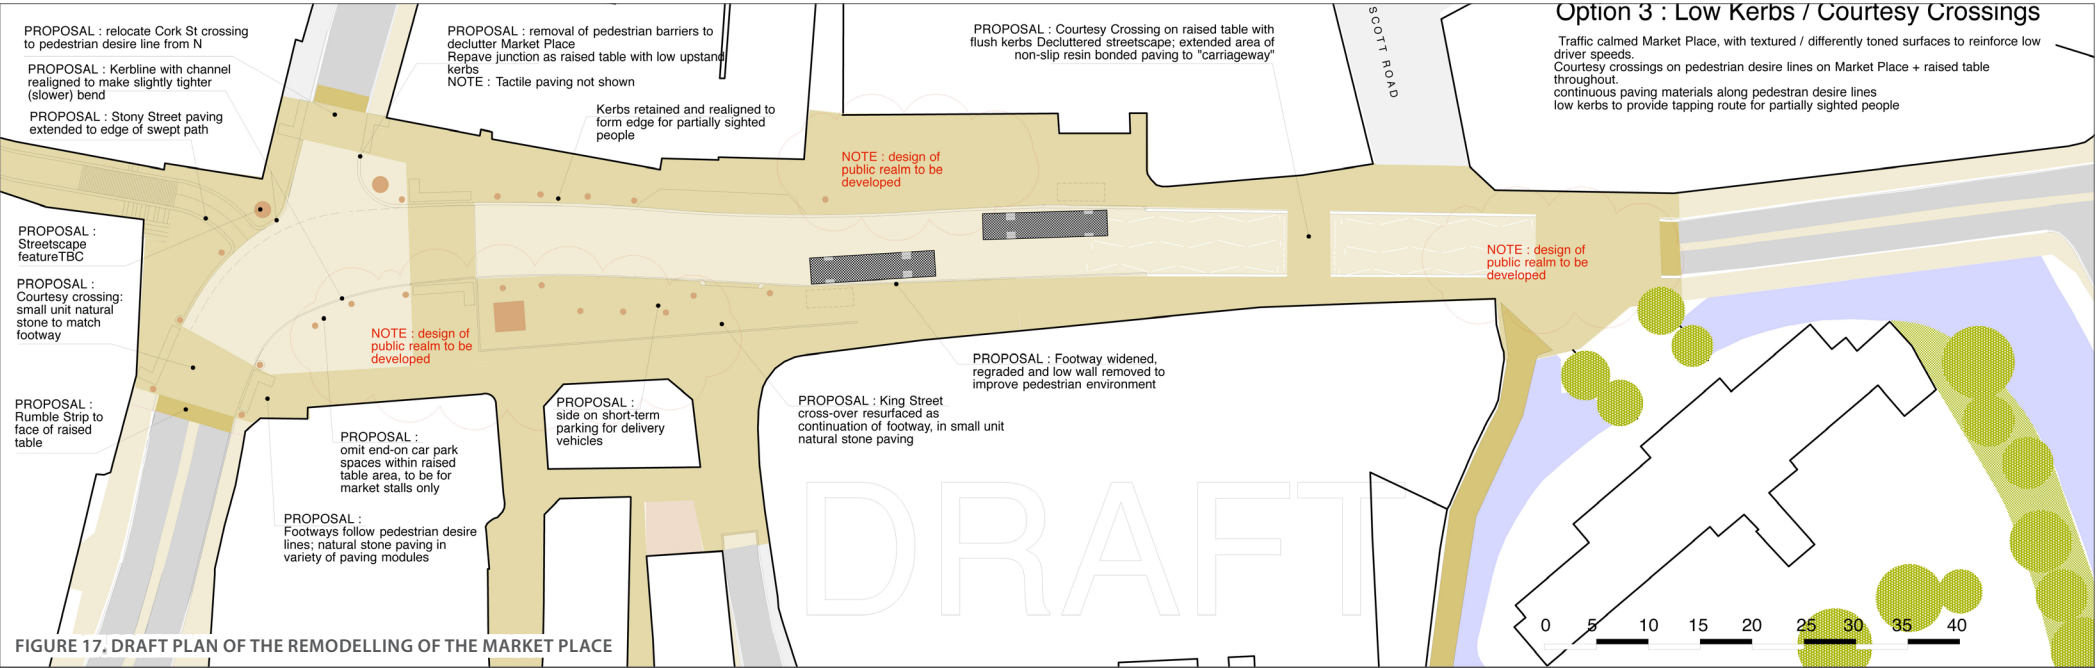 Option 3 : Low Kerbs / Courtesy Crossings
Traffic calmed Market Place, with textured / differently toned surfaces to reinforce low
driver speeds.
Courtesy crossings on pedestrian desire lines on Market Place + raised table
throughout.
continuous paving materials along pedestran desire lines
low kerbs to provide tapping route for partially sighted people
PROPOSAL : relocate Cork St crossing
to pedestrian desire line from N
PROPOSAL : Kerbline with channel
realigned to make slightly tighter
(slower) bend
PROPOSAL : Stony Street paving
extended to edge of swept path
PROPOSAL : removal of pedestrian barriers to
declutter Market Place
Repave junction as raised table with low upstand
kerbs
NOTE : Tactile paving not shown
Kerbs retained and realigned to
form edge for partially sighted
people
PROPOSAL : Courtesy Crossing on raised table with
flush kerbs Decluttered streetscape; extended area of
non-slip resin bonded paving to "carriageway"
SCOTT ROAD
NOTE : design of
public realm to be
developed
PROPOSAL :
Streetscape
featureTBC
PROPOSAL :
Courtesy crossing:
small unit natural
stone to match
footway
PROPOSAL :
Rumble Strip to
face of raised
table
NOTE : design of
public realm to be
developed
NOTE : design of
public realm to be
developed
PROPOSAL :
omit end-on car park
spaces within raised
table area, to be for
market stalls only
PROPOSAL :
Footways follow pedestrian desire
lines; natural stone paving in
variety of paving modules
PROPOSAL :
side on short-term
parking for delivery
vehicles
PROPOSAL : King Street
cross-over resurfaced as
continuation of footway, in small unit
natural stone paving
PROPOSAL : Footway widened,
regraded and low wall removed to
improve pedestrian environment
DRAFT
0 5 10 15 20 25 30 35 40
FIGURE 17. DRAFT PLAN OF THE REMODELLING OF THE MARKET PLACE